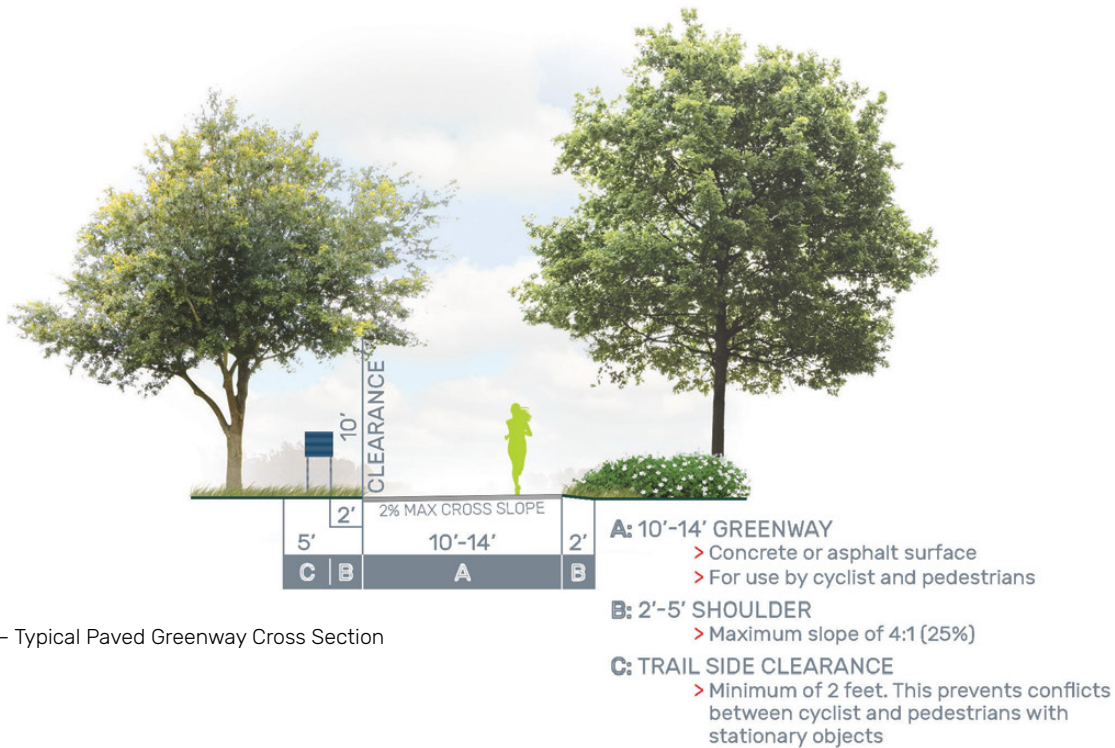 10'
CLEARANCE
2% MAX CROSS SLOPE
2'
5'
10'-14'
2'
C
B
A
B
A: 10'-14' GREENWAY
> Concrete or asphalt surface
> For use by cyclist and pedestrians
B: 2'-5' SHOULDER
> Maximum slope of 4:1 (25%)
C: TRAIL SIDE CLEARANCE
> Minimum of 2 feet. This prevents conflicts
between cyclist and pedestrians with
stationary objects
– Typical Paved Greenway Cross Section